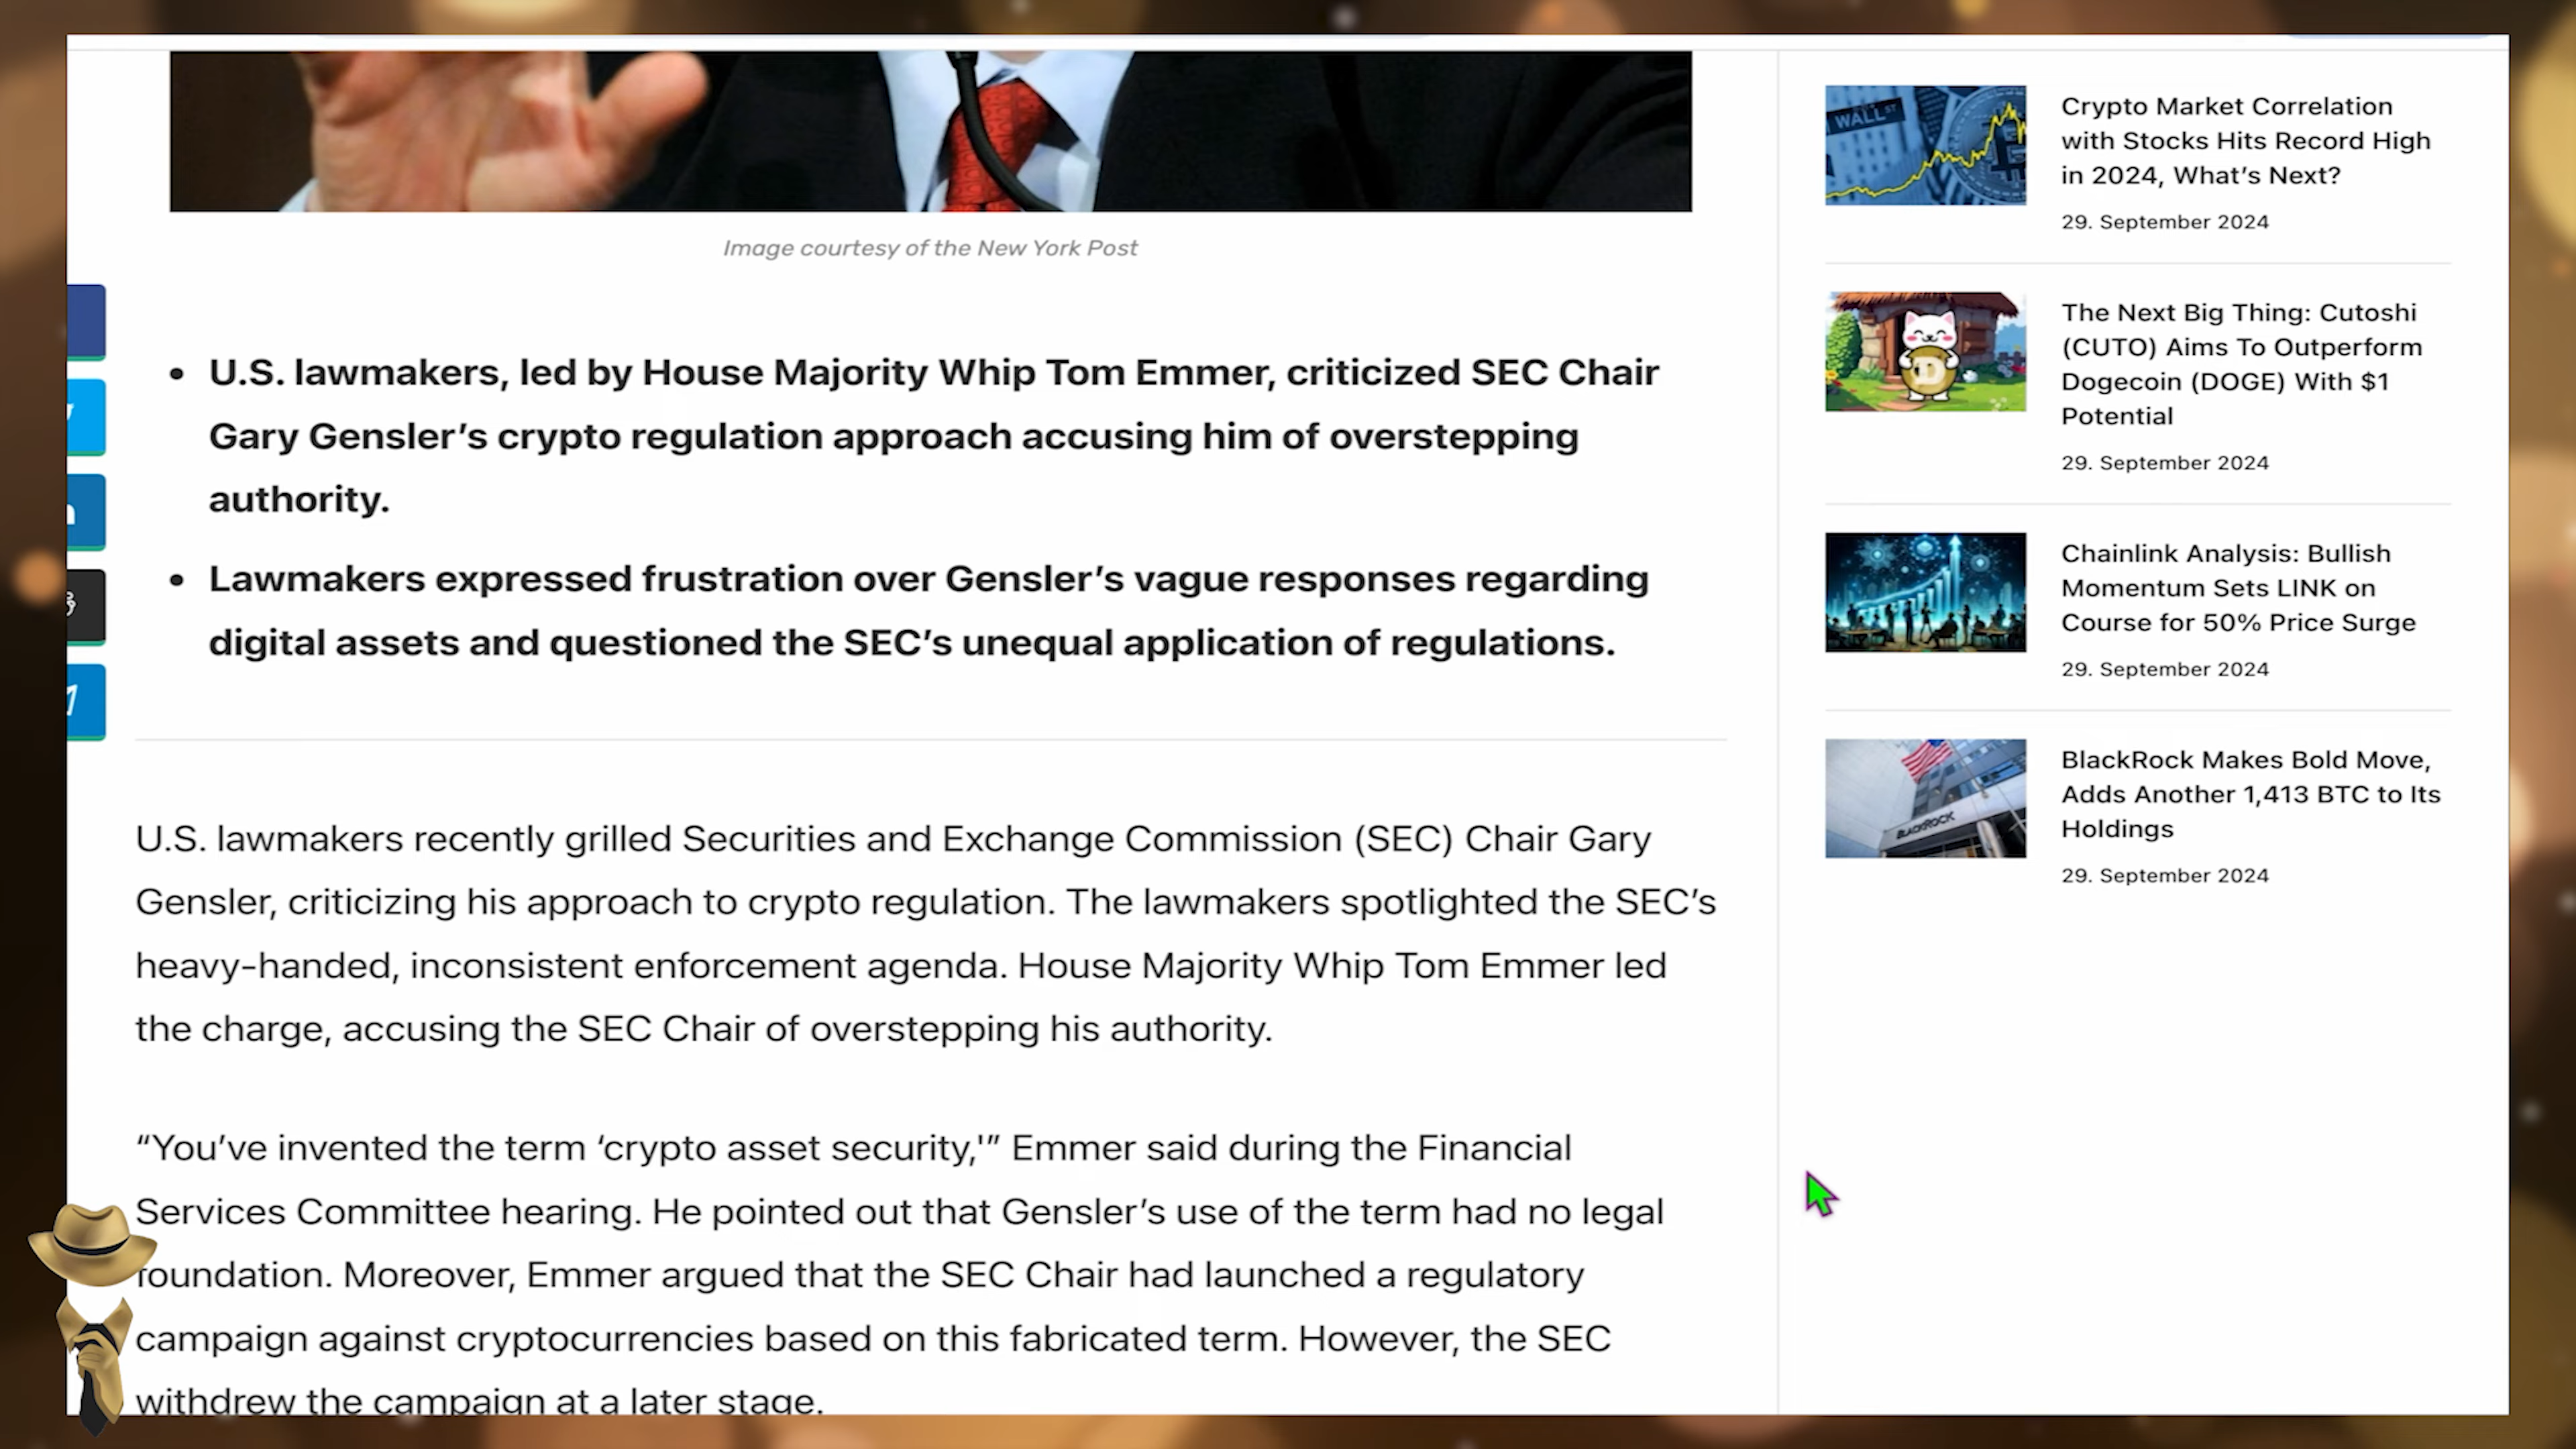 Image courtesy of the New York Post
• U.S. lawmakers, led by House Majority Whip Tom Emmer, criticized SEC Chair
Gary Gensler’s crypto regulation approach accusing him of overstepping
authority.
• Lawmakers expressed frustration over Gensler’s vague responses regarding
digital assets and questioned the SEC’s unequal application of regulations.
U.S. lawmakers recently grilled Securities and Exchange Commission (SEC) Chair Gary
Gensler, criticizing his approach to crypto regulation. The lawmakers spotlighted the SEC’s
heavy-handed, inconsistent enforcement agenda. House Majority Whip Tom Emmer led
the charge, accusing the SEC Chair of overstepping his authority.
“You’ve invented the term ‘crypto asset security,'” Emmer said during the Financial
Services Committee hearing. He pointed out that Gensler’s use of the term had no legal
foundation. Moreover, Emmer argued that the SEC Chair had launched a regulatory
campaign against cryptocurrencies based on this fabricated term. However, the SEC
withdrew the campaign at a later stage.
WALL ST
Crypto Market Correlation
with Stocks Hits Record High
in 2024, What’s Next?
29. September 2024
The Next Big Thing: Cutoshi
(CUTO) Aims To Outperform
Dogecoin (DOGE) With $1
Potential
29. September 2024
Chainlink Analysis: Bullish
Momentum Sets LINK on
Course for 50% Price Surge
29. September 2024
BLACKROCK
BlackRock Makes Bold Move,
Adds Another 1,413 BTC to Its
Holdings
29. September 2024